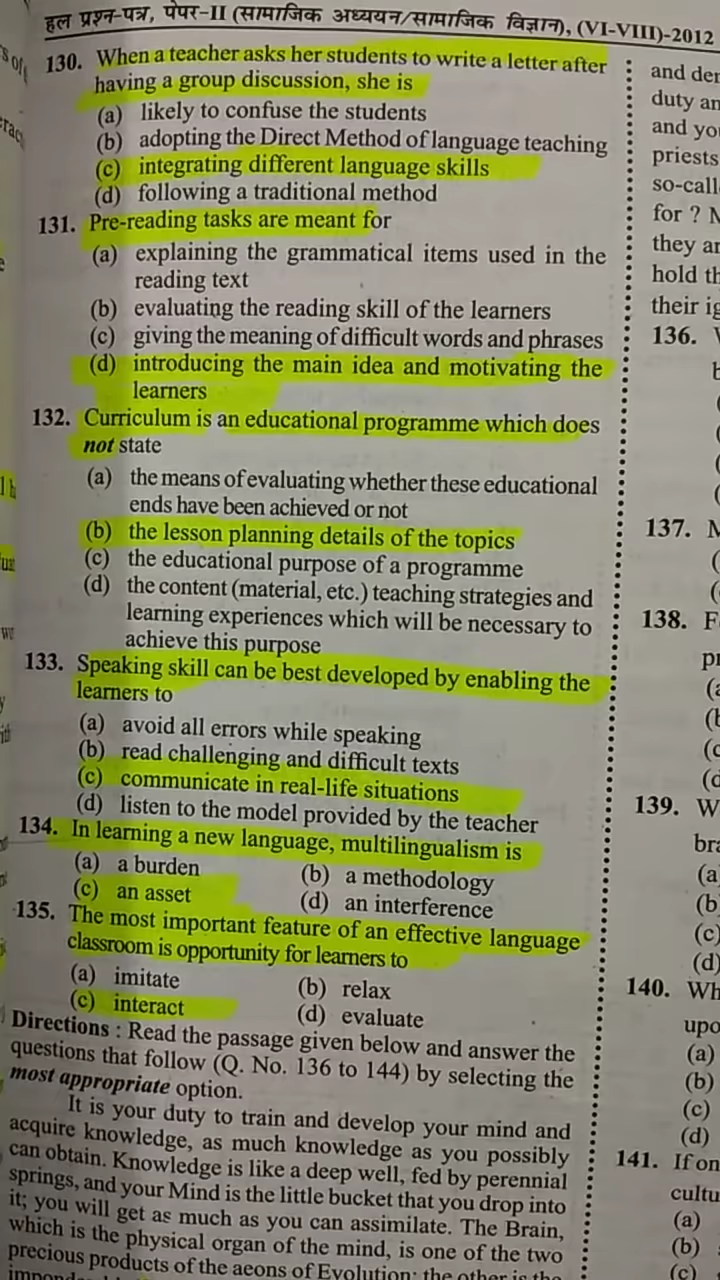 हल प्रश्न-पत्र, पेपर-II (सामाजिक अध्ययन/सामाजिक विज्ञान), (VI-VIII)-2012
130. When a teacher asks her students to write a letter after
having a group discussion, she is
(a) likely to confuse the students
(b) adopting the Direct Method of language teaching
(c) integrating different language skills
(d) following a traditional method
131. Pre-reading tasks are meant for
(a) explaining the grammatical items used in the
reading text
(b) evaluating the reading skill of the learners
(c) giving the meaning of difficult words and phrases
(d) introducing the main idea and motivating the
learners
132. Curriculum is an educational programme which does
not state
(a) the means of evaluating whether these educational
ends have been achieved or not
(b) the lesson planning details of the topics
(c) the educational purpose of a programme
(d) the content (material, etc.) teaching strategies and
learning experiences which will be necessary to
achieve this purpose
133. Speaking skill can be best developed by enabling the
learners to
(a) avoid all errors while speaking
(b) read challenging and difficult texts
(c) communicate in real-life situations
(d) listen to the model provided by the teacher
134. In learning a new language, multilingualism is
(a) a burden (b) a methodology
(c) an asset (d) an interference
135. The most important feature of an effective language
classroom is opportunity for learners to
(a) imitate (b) relax
(c) interact (d) evaluate
Directions : Read the passage given below and answer the
questions that follow (Q. No. 136 to 144) by selecting the
most appropriate option.
It is your duty to train and develop your mind and
acquire knowledge, as much knowledge as you possibly
can obtain. Knowledge is like a deep well, fed by perennial
springs, and your Mind is the little bucket that you drop into
it; you will get as much as you can assimilate. The Brain,
which is the physical organ of the mind, is one of the two
precious products of the aeons of Evolution; the other is the
and
duty
and
priests
so-call
for ?
they
hold
their
136.
137.
138.
(c
(d
139. W
bra
(a
(b
(c)
(d)
140. Wh
upo
(a)
(b)
(c)
(d)
141. If on
cultu
(a)
(b)
(c)